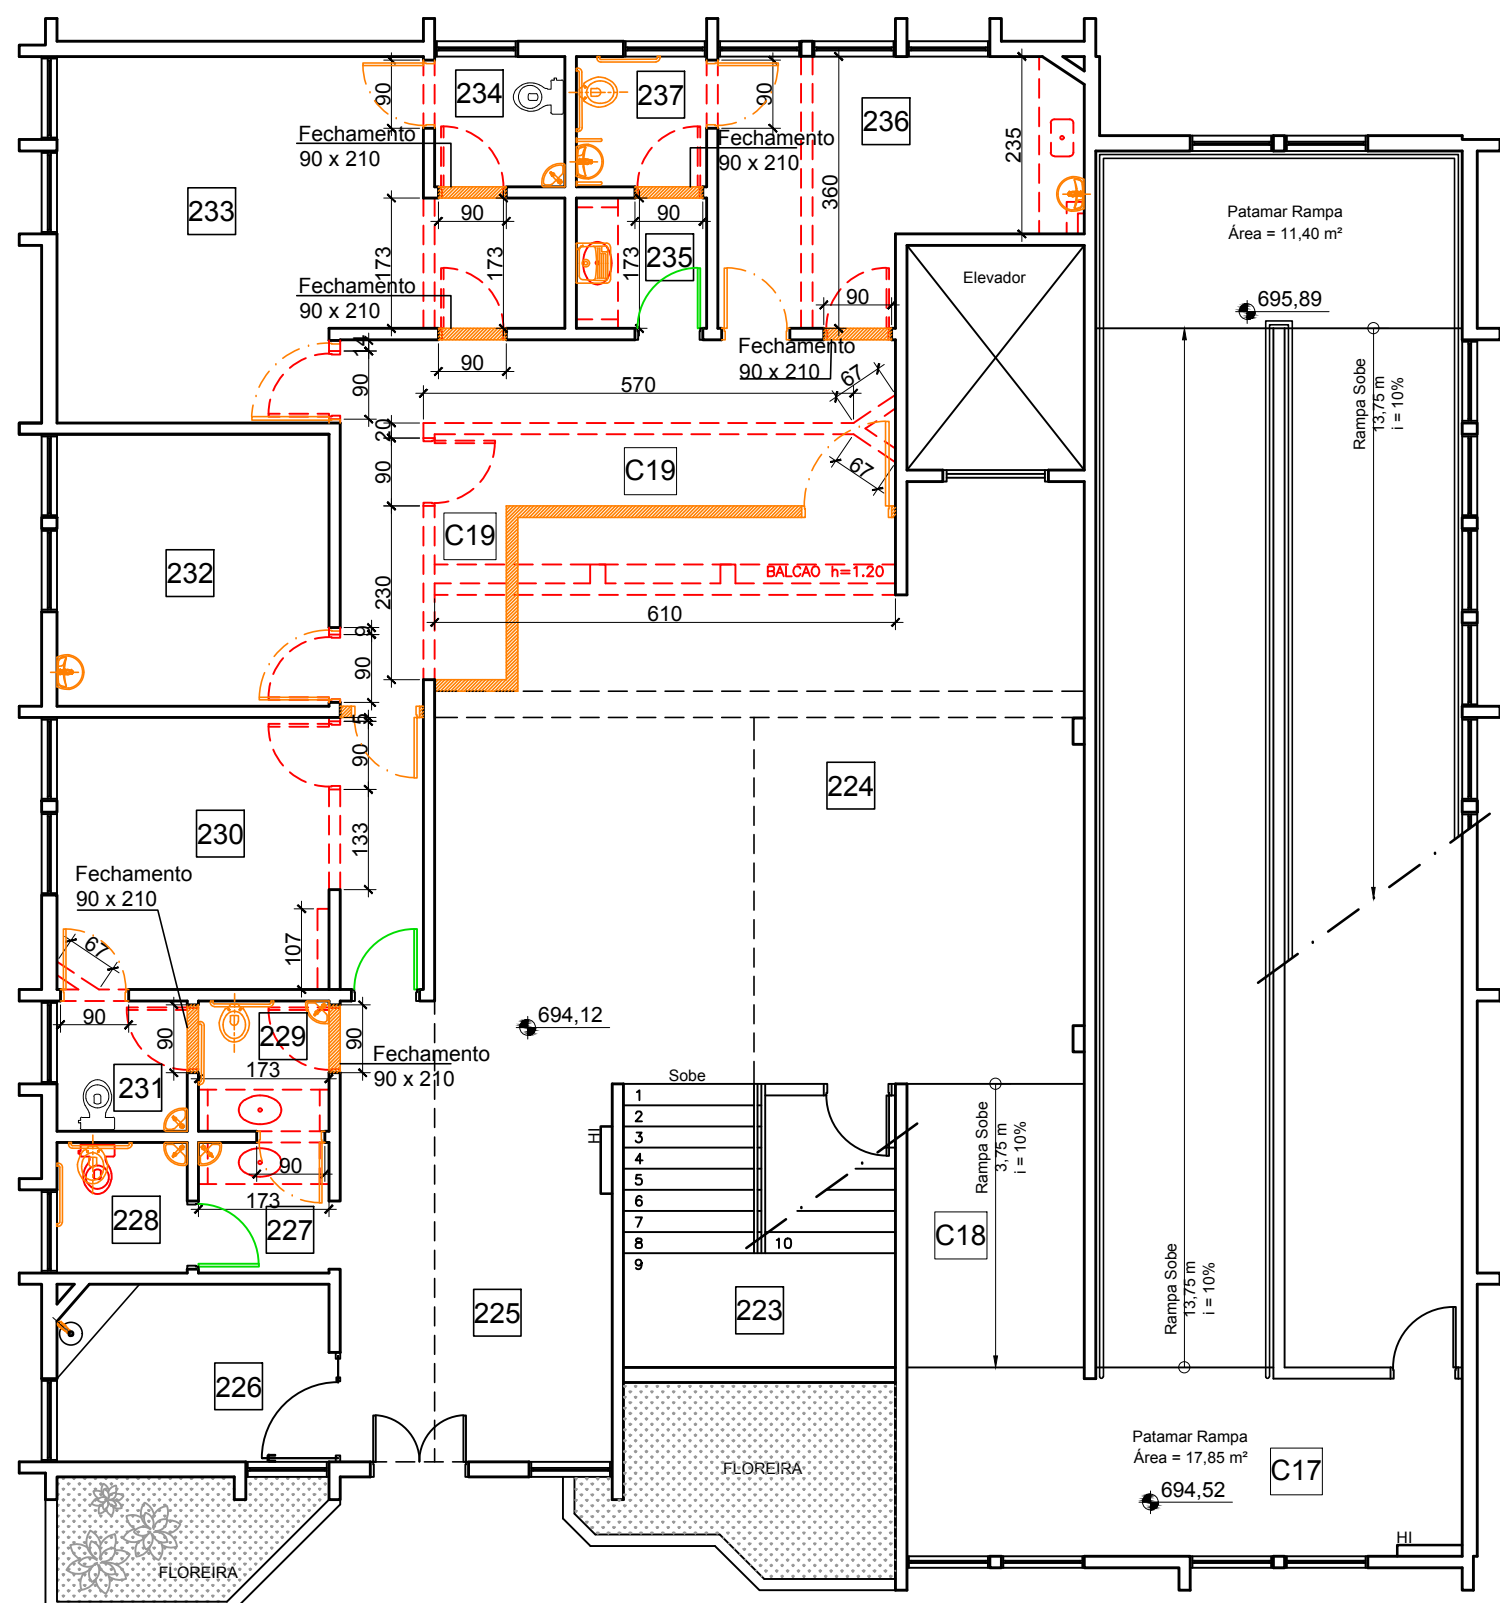 234
237
236
90
90
Fechamento
90 x 210
Fechamento
90 x 210
235
360
233
90
90
Patamar Rampa
Área = 11,40 m²
173
173
173
235
Elevador
Fechamento
90 x 210
90
695,89
14
90
90
Fechamento
90 x 210
67
570
Rampa Sobe
13,75 m
i = 10%
20
90
C19
67
C19
232
230
BALCAO h=1.20
610
9
90
5
90
224
230
133
Fechamento
90 x 210
67
107
90
90
229
90
694,12
Fechamento
90 x 210
231
173
Sobe
1
2
3
4
5
6
7
8
9
10
HI
Rampa Sobe
3,75 m
i = 10%
90
173
228
227
C18
Rampa Sobe
13,75 m
i = 10%
225
223
226
Patamar Rampa
Área = 17,85 m²
C17
694,52
FLOREIRA
HI
FLOREIRA